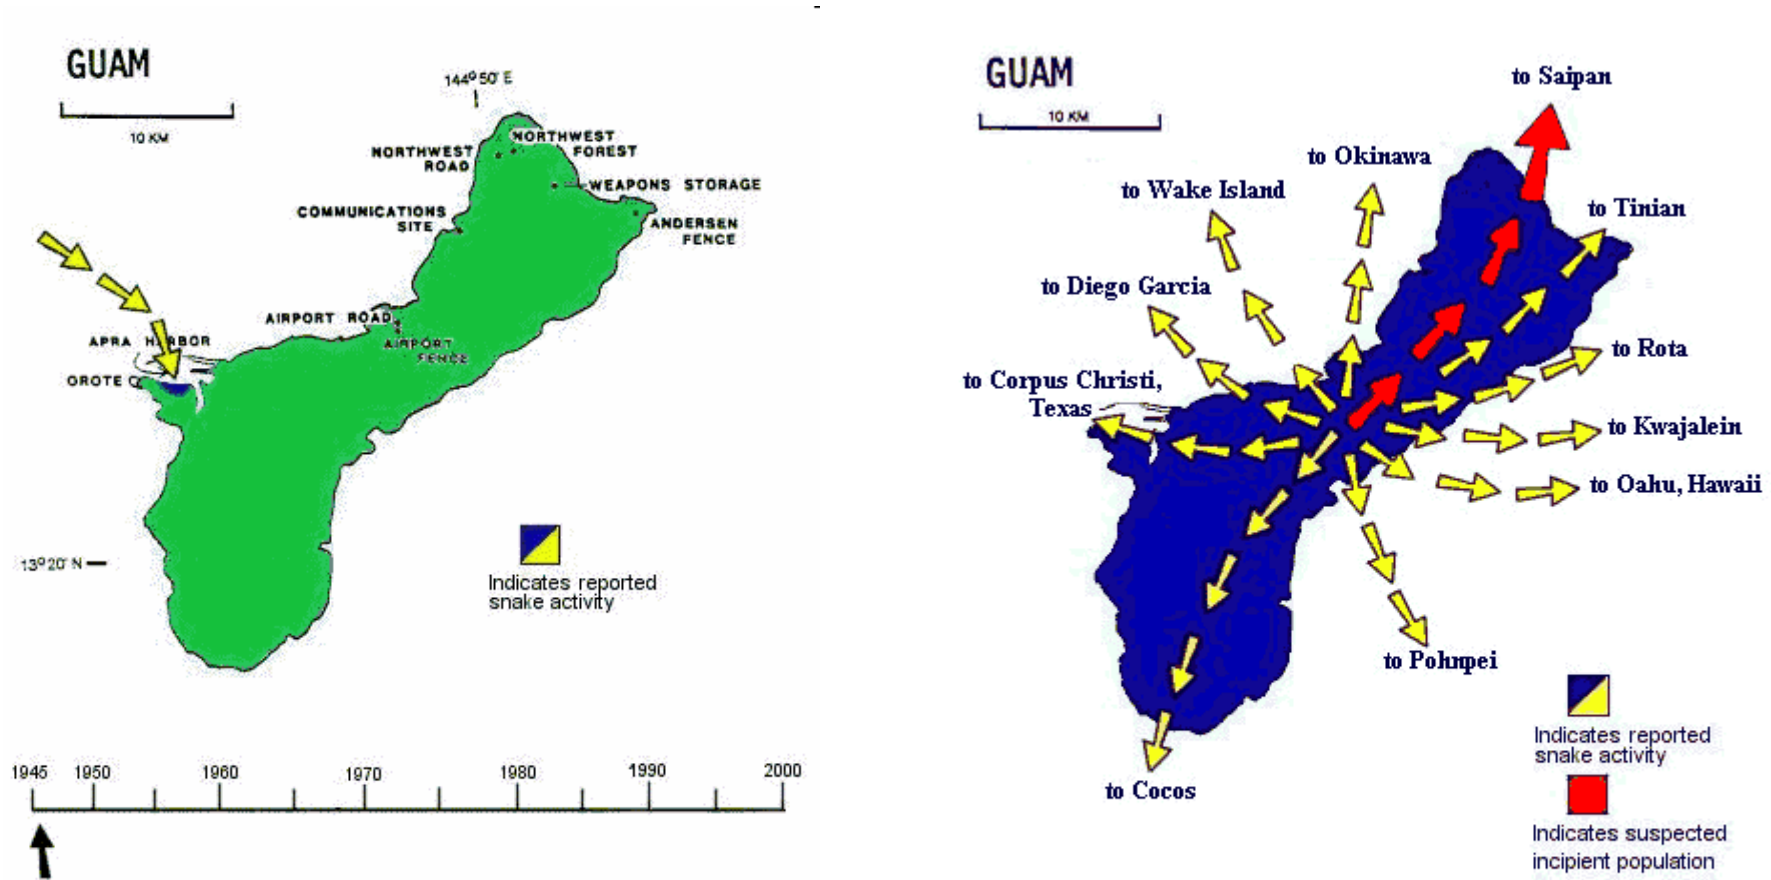 GUAM
10 KM
144° 50' E
NORTHWEST
FOREST
NORTHWEST
ROAD
WEAPONS STORAGE
COMMUNICATIONS
SITE
ANDERSEN
FENCE
AIRPORT ROAD
AIRPORT
FENCE
APRA HARBOR
OROTE
13° 20' N
Indicates reported
snake activity
1945
1950
1960
1970
1980
1990
2000
GUAM
10 KM
to Saipan
to Okinawa
to Wake Island
to Tinian
to Diego Garcia
to Rota
to Corpus Christi,
Texas
to Kwajalein
to Oahu, Hawaii
to Pohnpei
to Cocos
Indicates reported
snake activity
Indicates suspected
incipient population